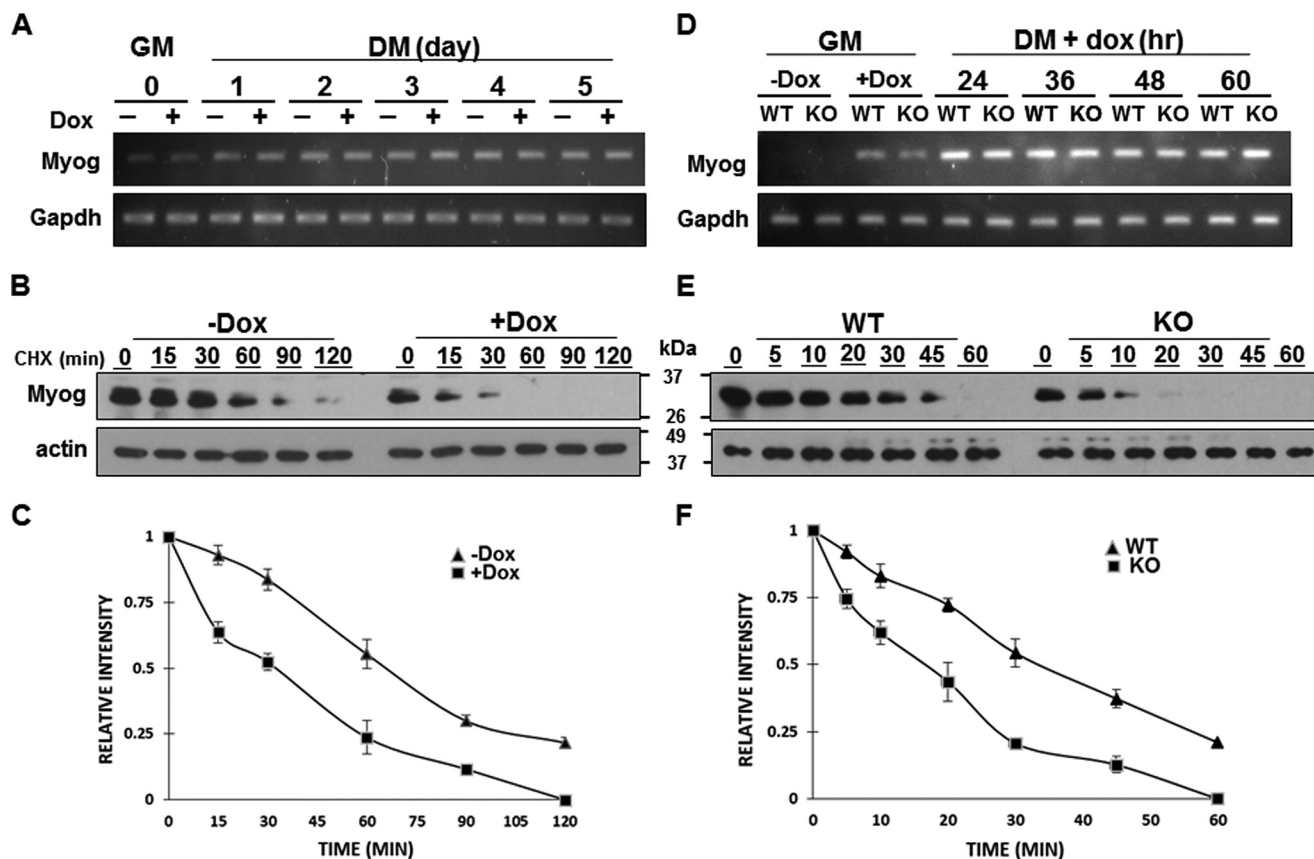 A
GM DM (day)
0 1 2 3 4 5
Dox − + − + − + − + − + − +
Myog
Gapdh
D
GM DM + dox (hr)
-Dox +Dox 24 36 48 60
WT KO WT KO WT KO WT KO WT KO WT KO
Myog
Gapdh
B
-Dox +Dox
CHX (min) 0 15 30 60 90 120 0 15 30 60 90 120
Myog
actin
kDa
37
26
49
37
E
WT KO
0 5 10 20 30 45 60 0 5 10 20 30 45 60
C
RELATIVE INTENSITY
1
0.75
0.5
0.25
0
-Dox
+Dox
0 15 30 45 60 75 90 105 120
TIME (MIN)
F
RELATIVE INTENSITY
1
0.75
0.5
0.25
0
WT
KO
0 10 20 30 40 50 60
TIME (MIN)